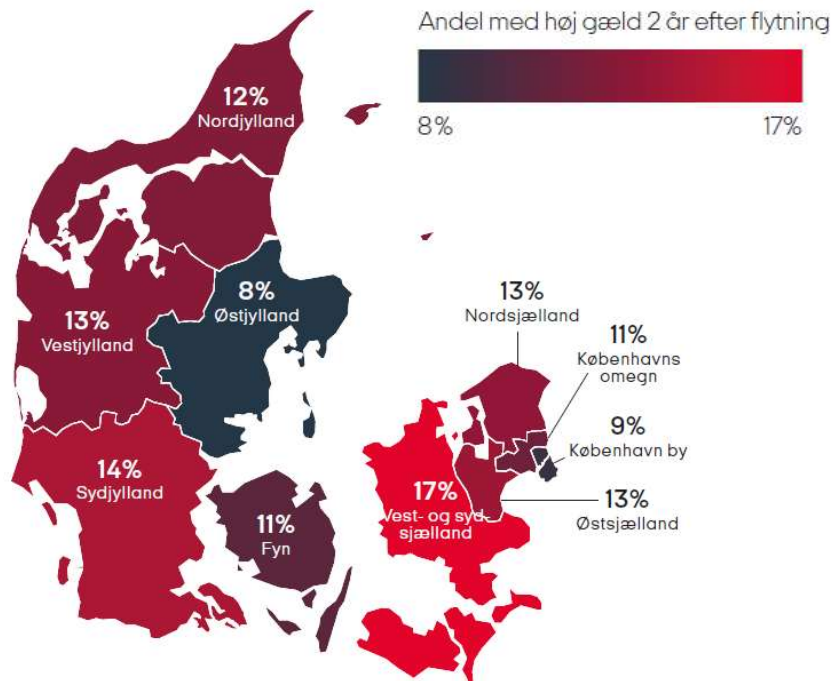 Andel med høj gæld 2 år efter flytning
8%
17%
12%
Nordjylland
8%
Østjylland
13%
Vestjylland
13%
Nordsjælland
11%
Københavns
omegn
9%
København by
14%
Sydjylland
17%
Vest- og syd-
sjælland
13%
Østsjælland
11%
Fyn